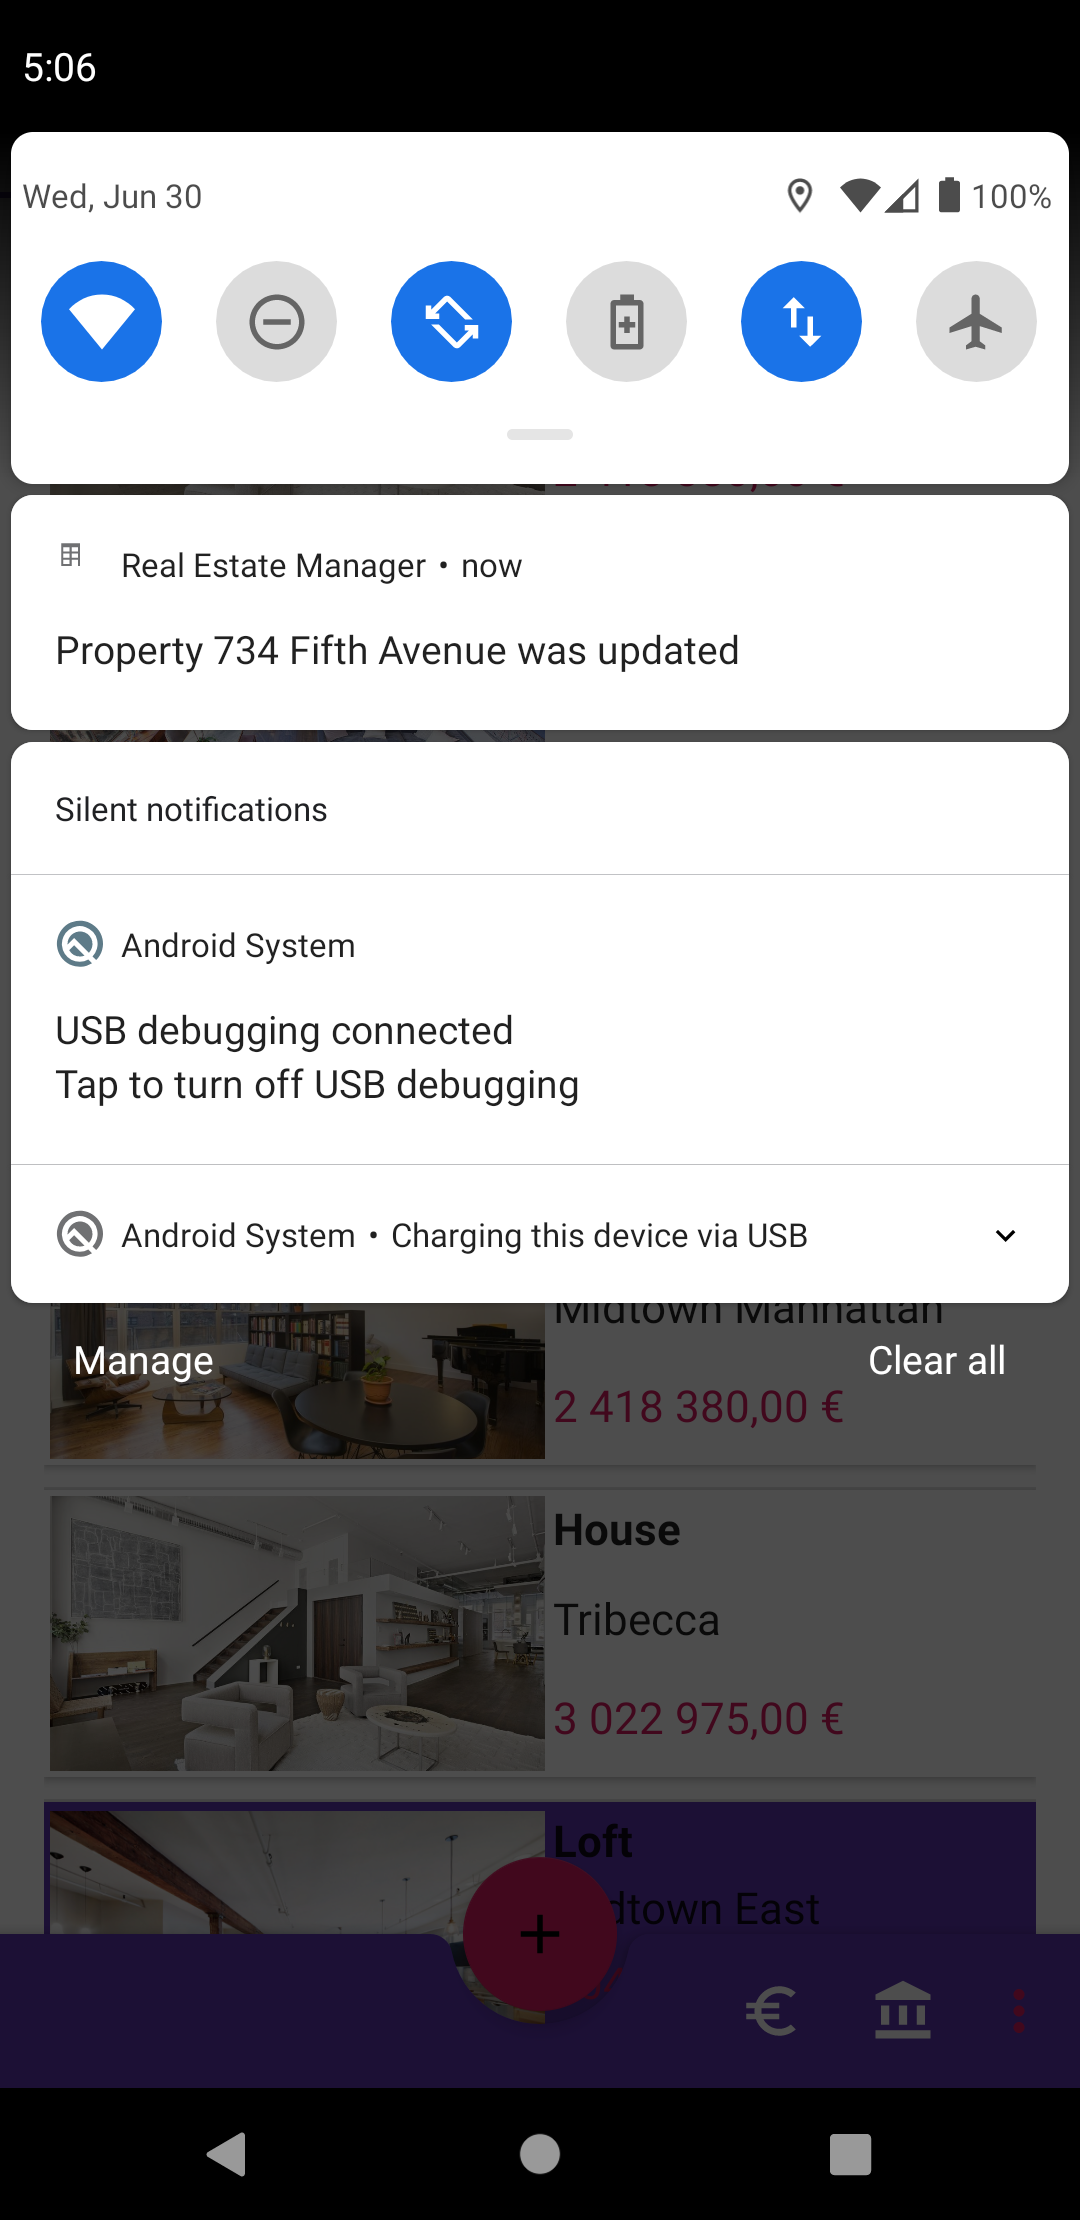 5:06
Wed, Jun 30
100%
Real Estate Manager • now
Property 734 Fifth Avenue was updated
Silent notifications
Android System
USB debugging connected
Tap to turn off USB debugging
Android System • Charging this device via USB
Midtown Manhattan
Manage
Clear all
2 418 380,00 €
House
Tribecca
3 022 975,00 €
Loft
East